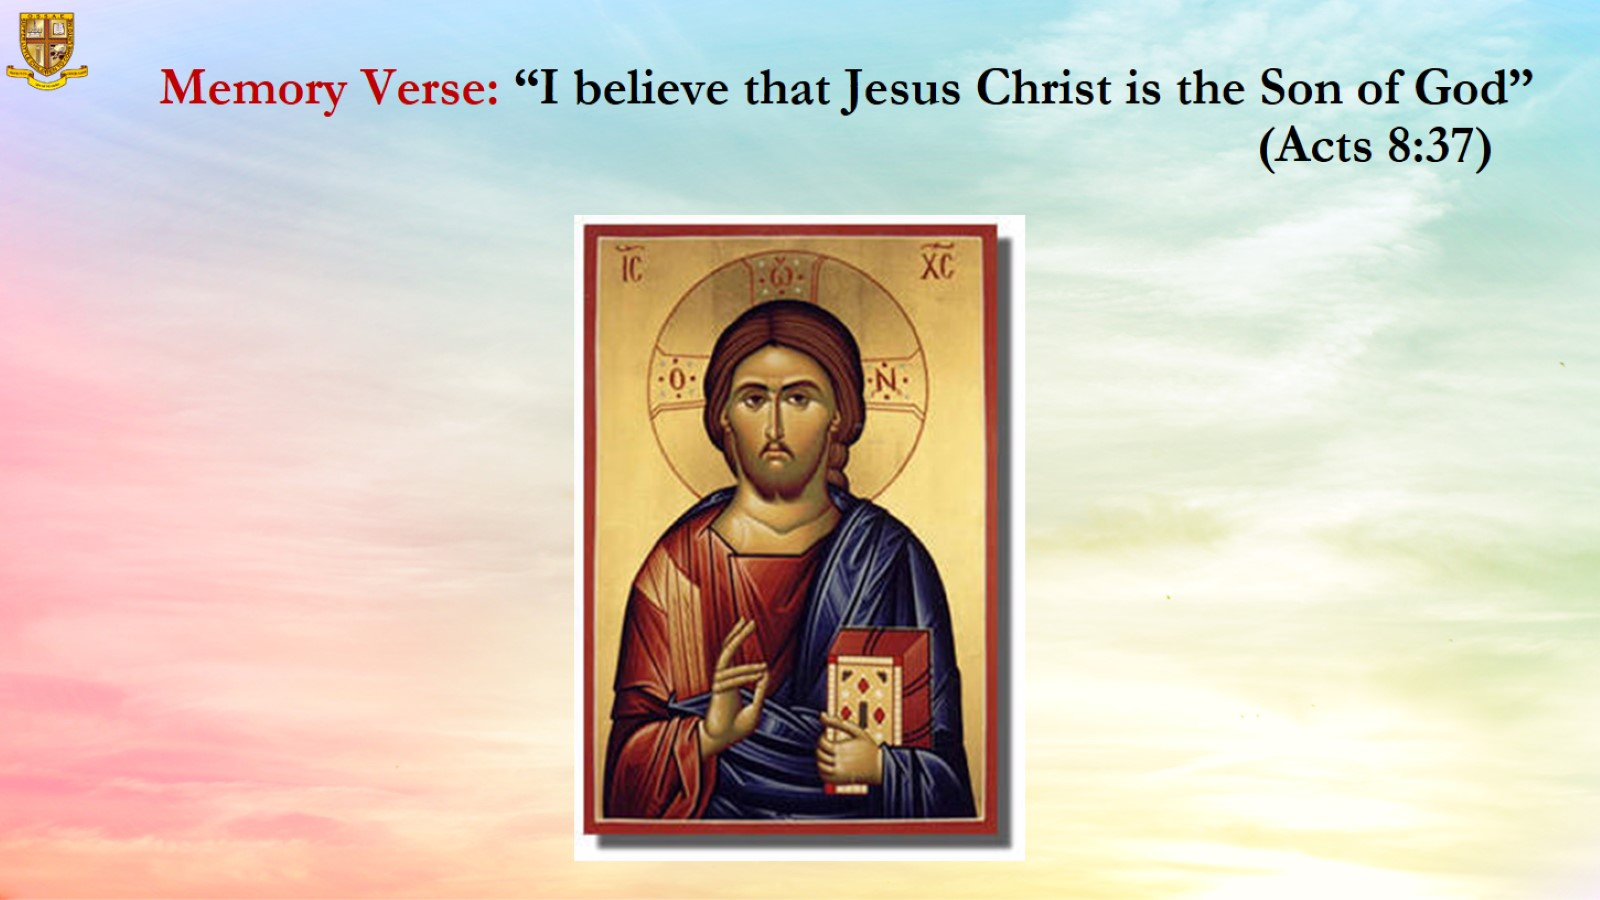 Memory Verse: “I believe that Jesus Christ is the Son of God”
(Acts 8:37)
IC XC
ὤ
Ο Ν